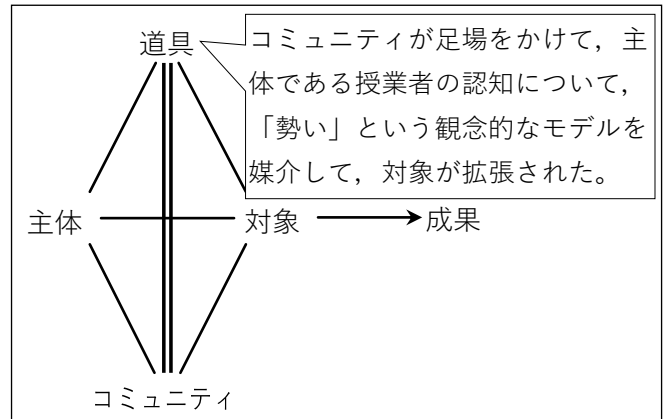 道具
コミュニティが足場をかけて，主
体である授業者の認知について，
「勢い」という観念的なモデルを
媒介して，対象が拡張された。
主体
対象
成果
コミュニティ